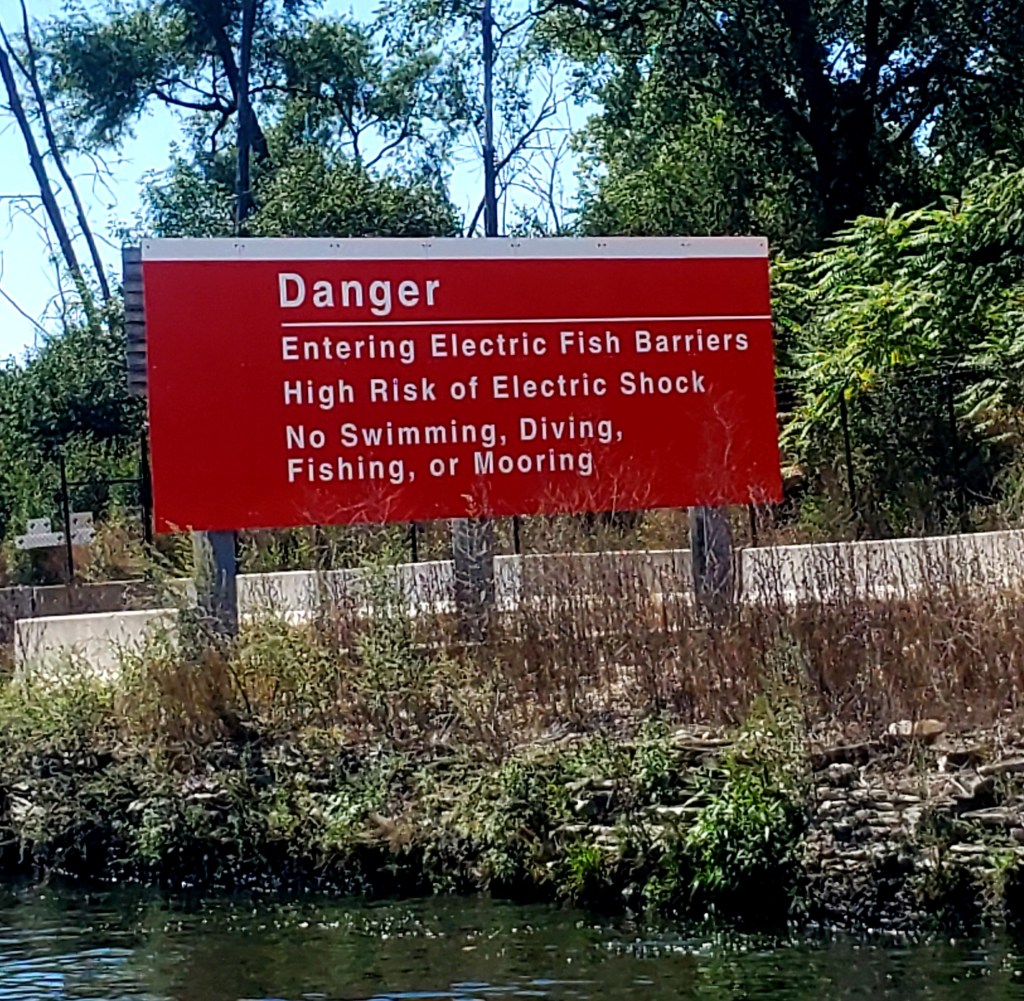 Danger
Entering Electric Fish Barriers
High Risk of Electric Shock
No Swimming, Diving,
Fishing, or Mooring